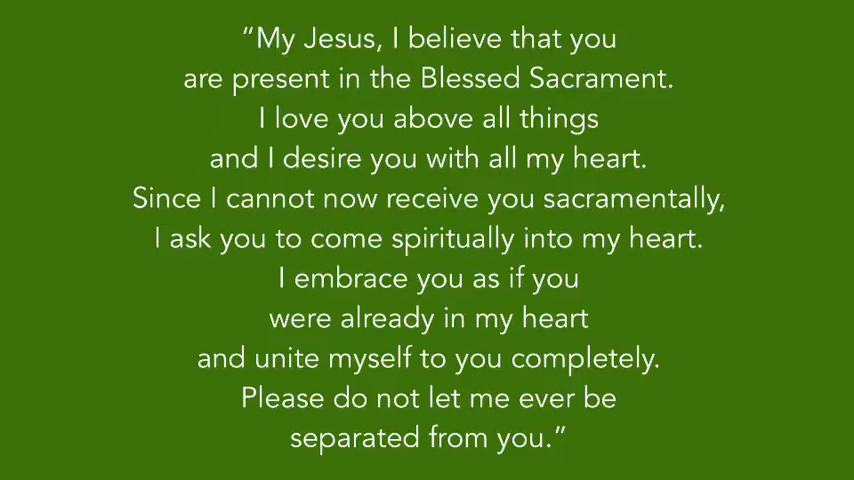 “My Jesus, I believe that you
are present in the Blessed Sacrament.
I love you above all things
and I desire you with all my heart.
Since I cannot now receive you sacramentally,
I ask you to come spiritually into my heart.
I embrace you as if you
were already in my heart
and unite myself to you completely.
Please do not let me ever be
separated from you.”